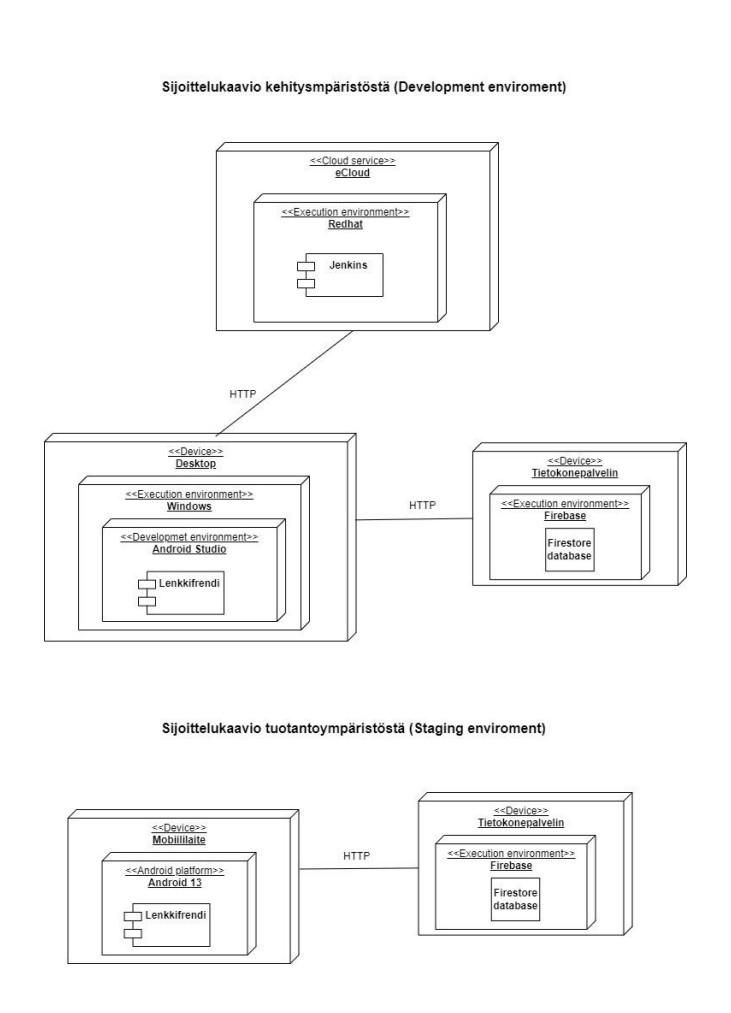 Sijoittelukaavio kehitysmpäristöstä (Development enviroment)
<<Cloud service>>
eCloud
<<Execution environment>>
Redhat
Jenkins
HTTP
<<Device>>
Desktop
<<Execution environment>>
Windows
<<Developmet environment>>
Android Studio
Lenkkifrendi
HTTP
<<Device>>
Tietokonepalvelin
<<Execution environment>>
Firebase
Firestore
database
Sijoittelukaavio tuotantoympäristöstä (Staging enviroment)
<<Device>>
Mobiililaite
<<Android platform>>
Android 13
Lenkkifrendi
HTTP
<<Device>>
Tietokonepalvelin
<<Execution environment>>
Firebase
Firestore
database